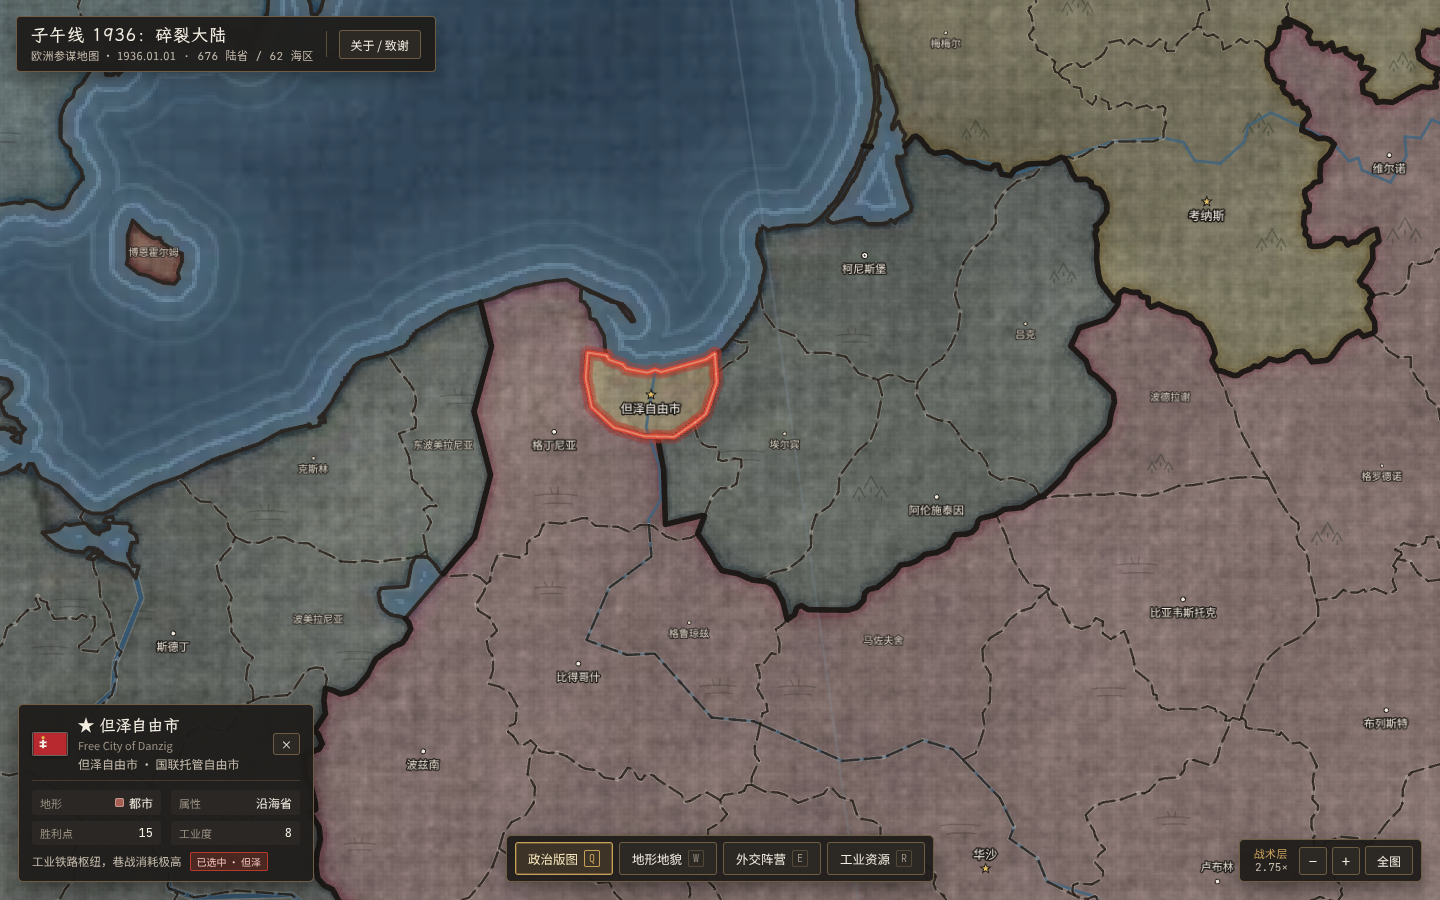 子午线 1936：碎裂大陆
欧洲参谋地图 · 1936.01.01 · 676 陆省 / 62 海区
关于 / 致谢
梅梅尔
维尔诺
考纳斯
博恩霍尔姆
柯尼斯堡
吕克
但泽自由市
波德拉谢
东波美拉尼亚
格丁尼亚
埃尔宾
克斯林
格罗德诺
阿伦施泰因
比亚韦斯托克
波美拉尼亚
格鲁琼兹
马佐夫舍
斯德丁
比得哥什
布列斯特
波兹南
华沙
卢布林
★ 但泽自由市
Free City of Danzig
但泽自由市 · 国联托管自由市
×
地形 都市
属性 沿海省
胜利点 15
工业度 8
工业铁路枢纽，巷战消耗极高 已选中 · 但泽
政治版图 Q
地形地貌 W
外交阵营 E
工业资源 R
战术层
2.75×
−
+
全图